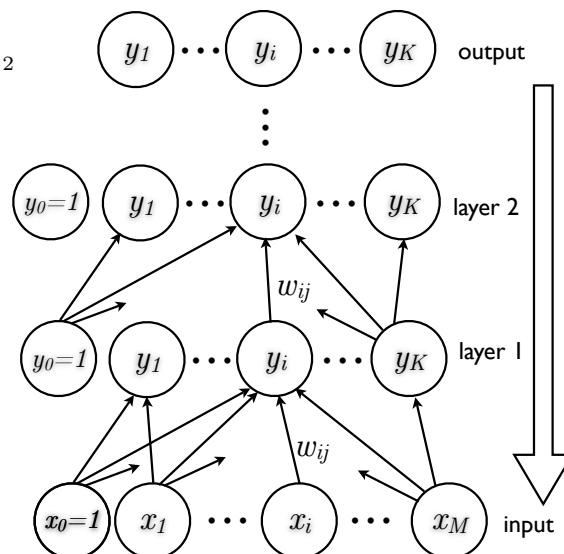 y1 ... yi ... yK output
2
y0=1 y1 ... yi ... yK layer 2
wij
y0=1 y1 ... yi ... yK layer 1
wij
x0=1 x1 ... xi ... xM input